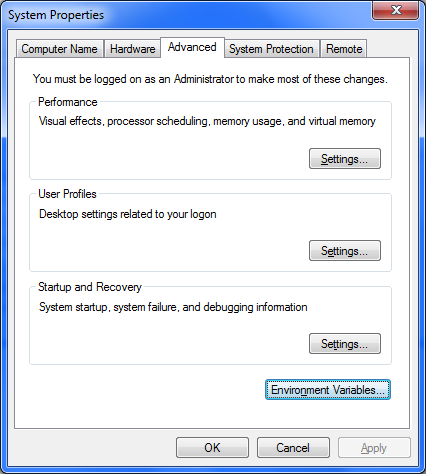 System Properties
Computer Name Hardware Advanced System Protection Remote
You must be logged on as an Administrator to make most of these changes.
Performance
Visual effects, processor scheduling, memory usage, and virtual memory
Settings...
User Profiles
Desktop settings related to your logon
Settings...
Startup and Recovery
System startup, system failure, and debugging information
Settings...
Environment Variables...
OK Cancel Apply